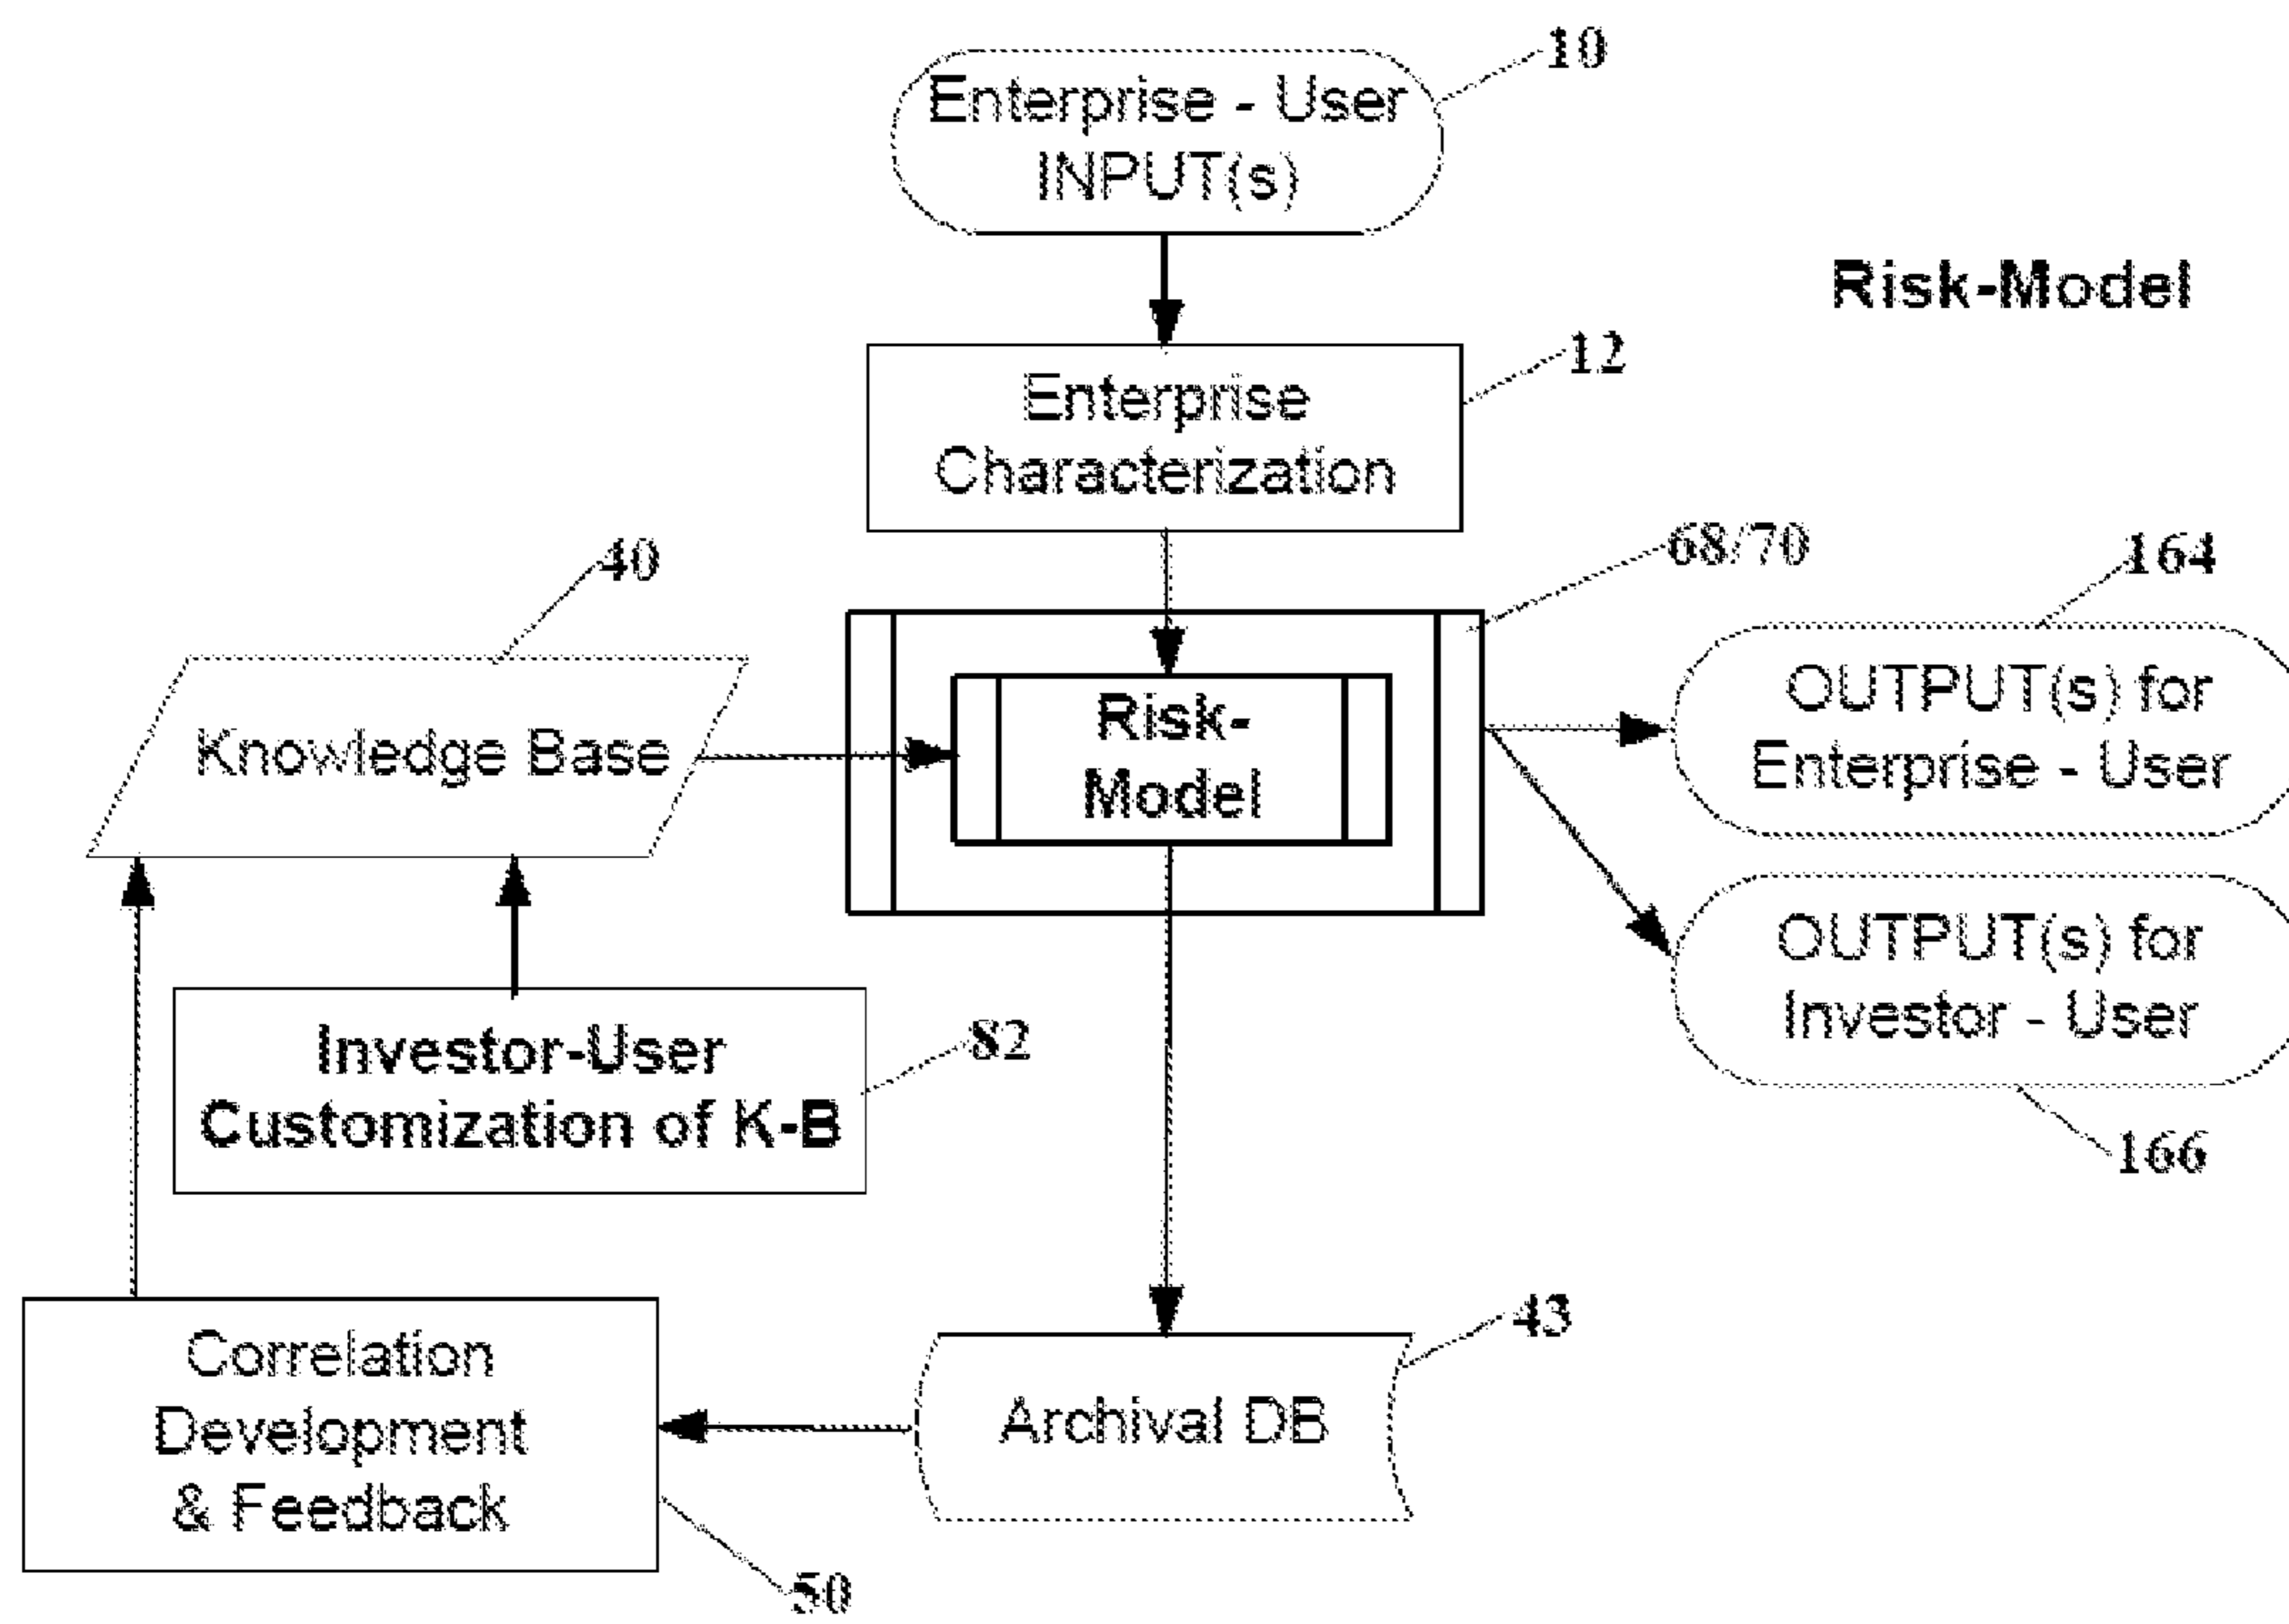 10
Enterprise - User
INPUT(s)
Risk-Model
12
Enterprise
Characterization
40
68/70
164
Knowledge Base
Risk-
Model
OUTPUT(s) for
Enterprise - User
OUTPUT(s) for
Investor - User
166
Investor-User
Customization of K-B
82
43
Correlation
Development
& Feedback
Archival DB
50